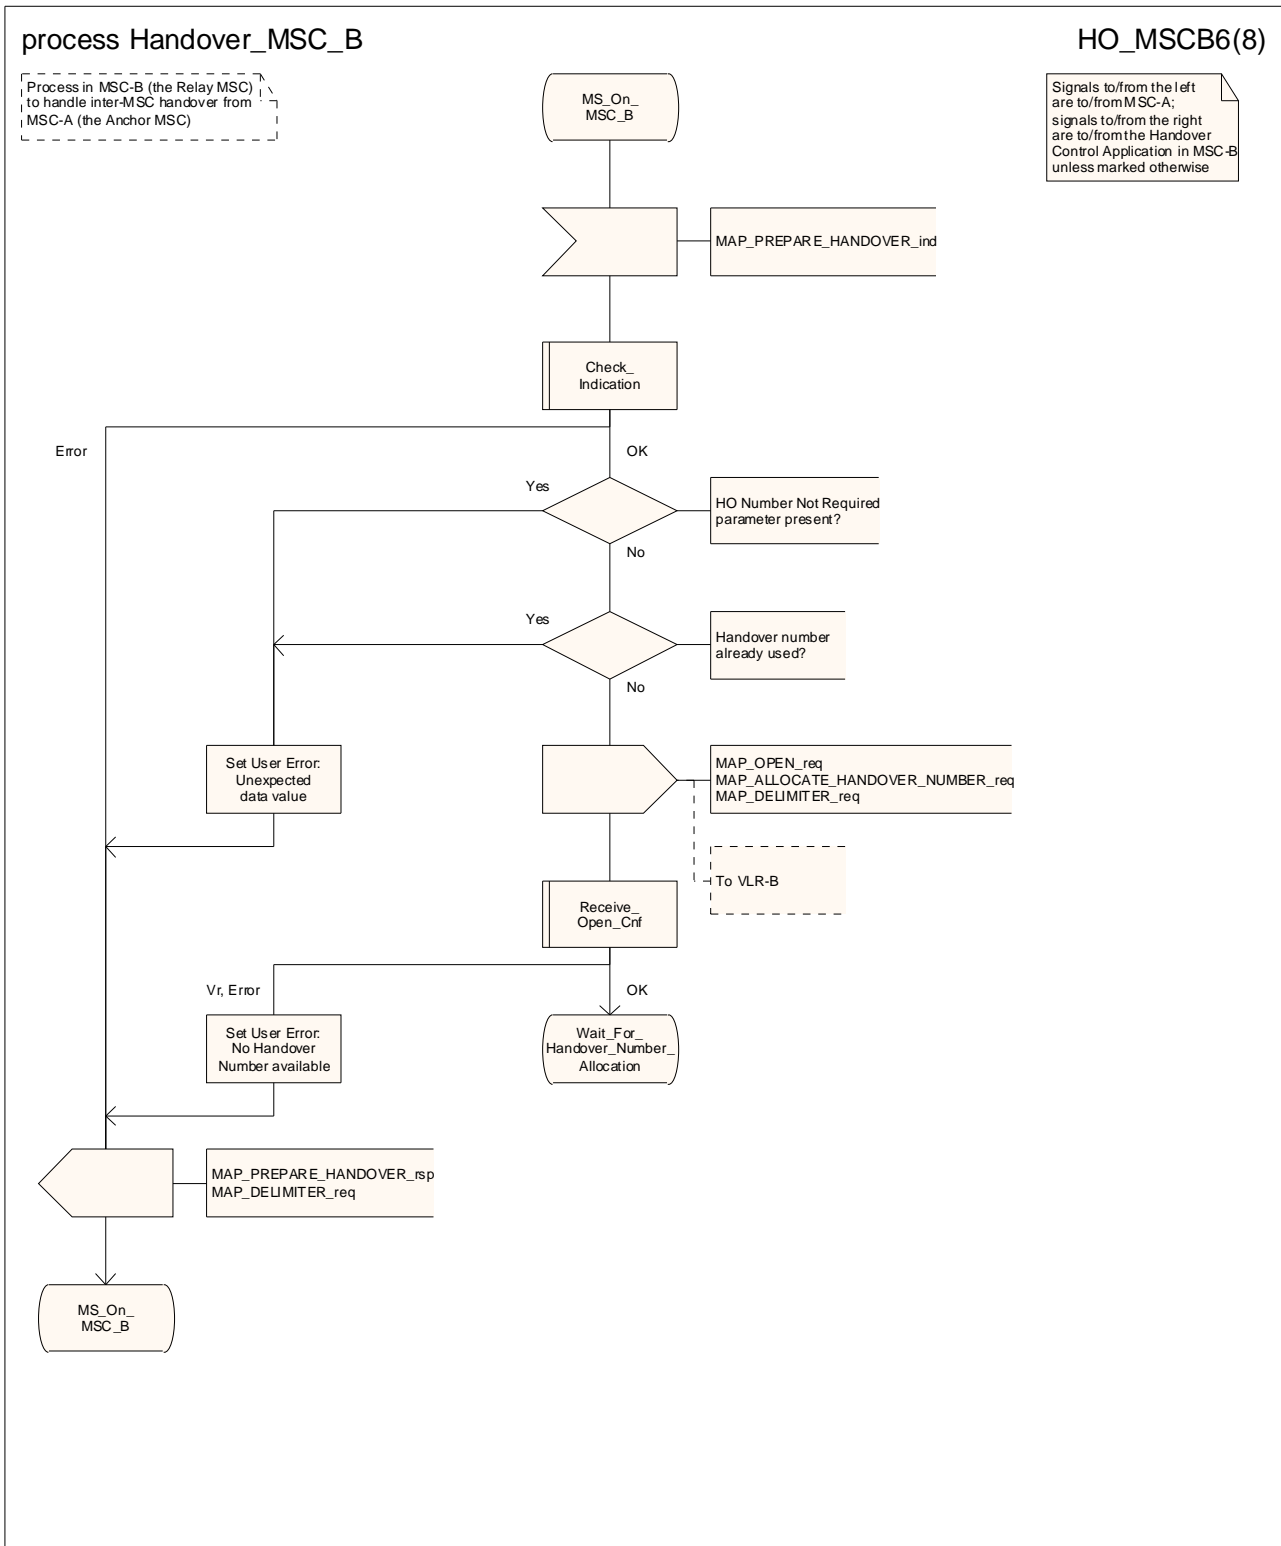 process Handover_MSC_B
HO_MSCB6(8)
Process in MSC-B (the Relay MSC)
to handle inter-MSC handover from
MSC-A (the Anchor MSC)
MS_On_
MSC_B
Signals to/from the left
are to/from MSC-A;
signals to/from the right
are to/from the Handover
Control Application in MSC-B
unless marked otherwise
MAP_PREPARE_HANDOVER_ind
Check_
Indication
Error
OK
Yes
HO Number Not Required
parameter present?
No
Yes
Handover number
already used?
No
Set User Error:
Unexpected
data value
MAP_OPEN_req
MAP_ALLOCATE_HANDOVER_NUMBER_req
MAP_DELIMITER_req
To VLR-B
Receive_
Open_Cnf
Vr, Error
OK
Set User Error:
No Handover
Number available
Wait_For_
Handover_Number_
Allocation
MAP_PREPARE_HANDOVER_rsp
MAP_DELIMITER_req
MS_On_
MSC_B